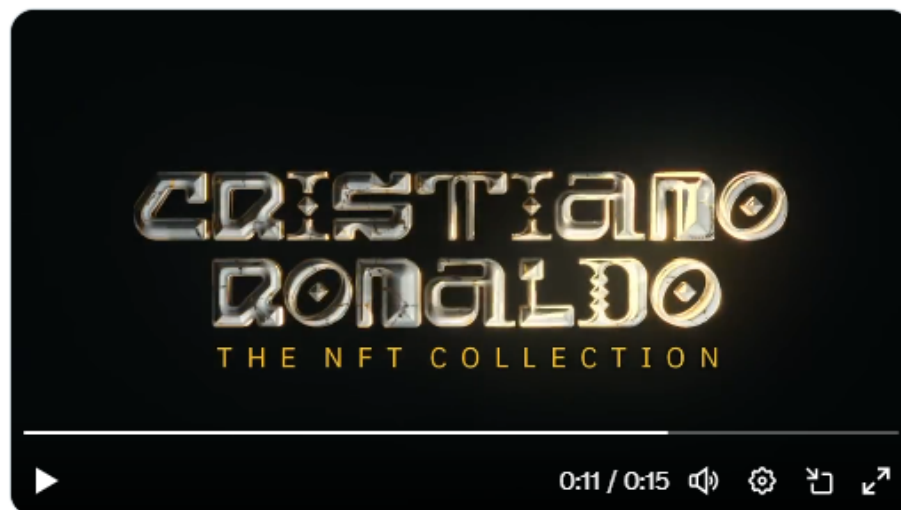 CRISTIANO
RONALDO
THE NFT COLLECTION
0:11 / 0:15